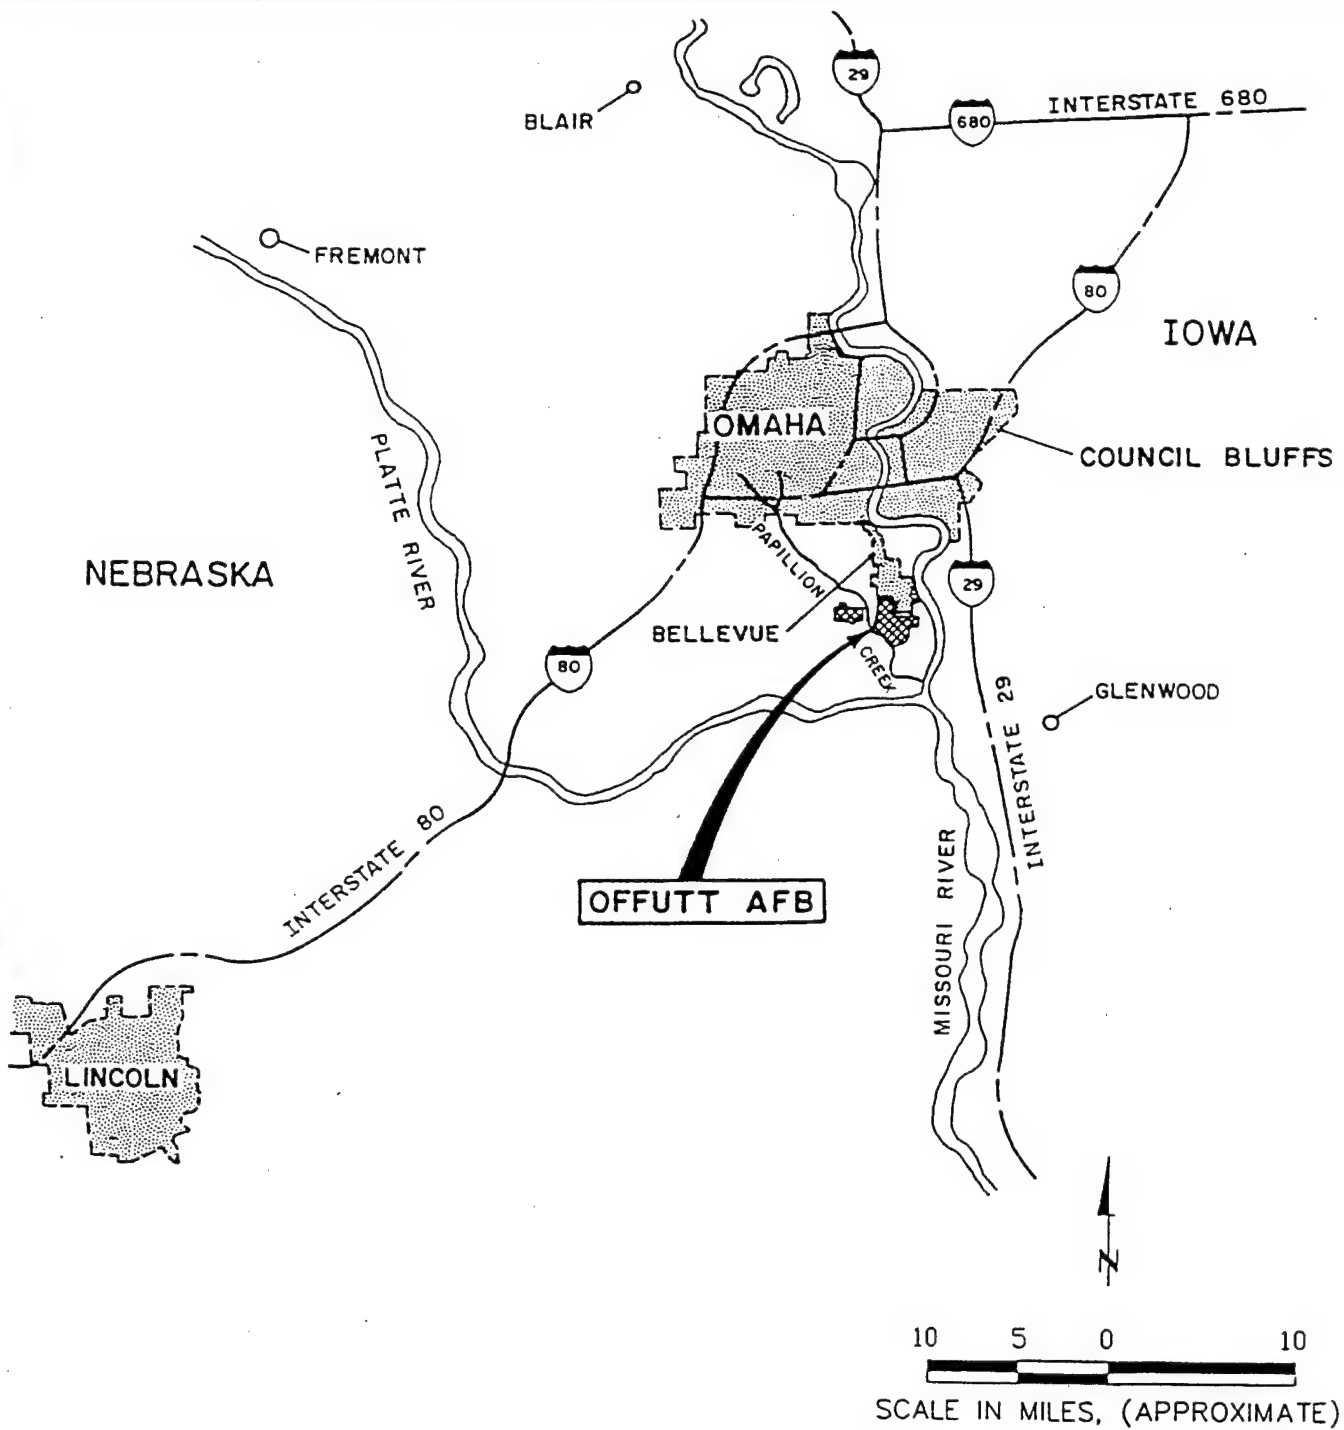 29
INTERSTATE 680
680
BLAIR
FREMONT
80
IOWA
OMAHA
COUNCIL BLUFFS
PLATTE RIVER
PAPILLION
NEBRASKA
29
BELLEVUE
80
CREEK
GLENWOOD
INTERSTATE 29
INTERSTATE 80
OFFUTT AFB
MISSOURI RIVER
LINCOLN
N
10 5 0 10
SCALE IN MILES, (APPROXIMATE)